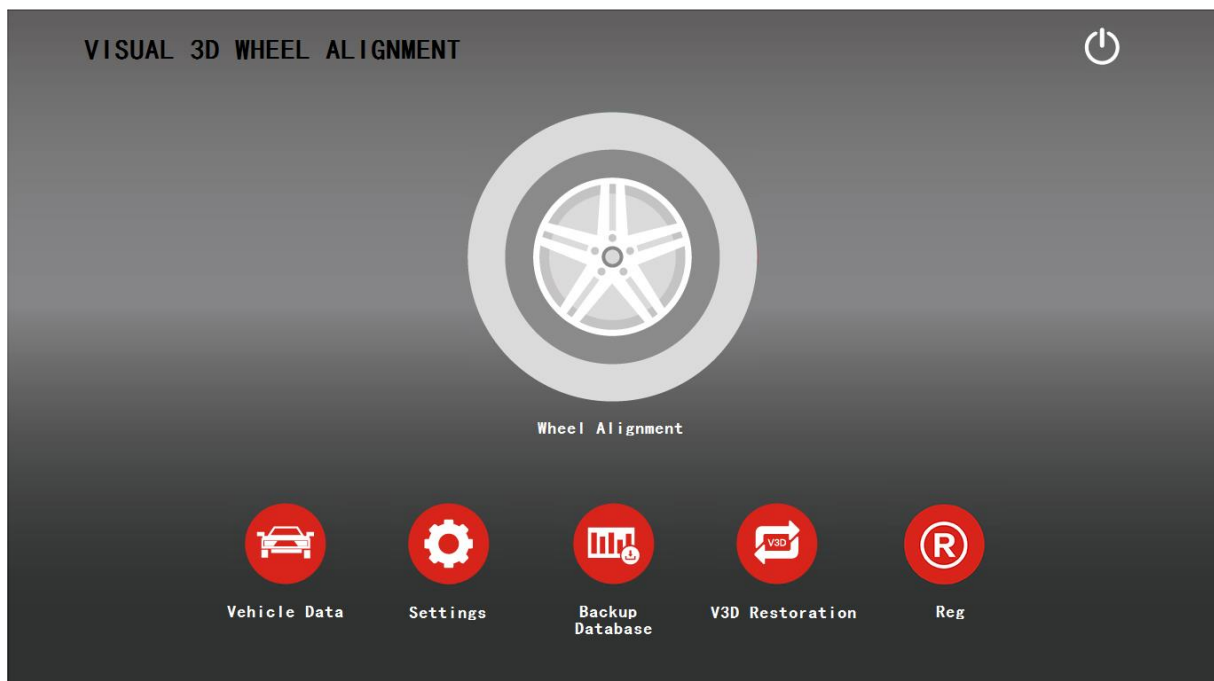 VISUAL 3D WHEEL ALIGNMENT
Wheel Alignment
V3D
R
Vehicle Data
Settings
Backup
Database
V3D Restoration
Reg